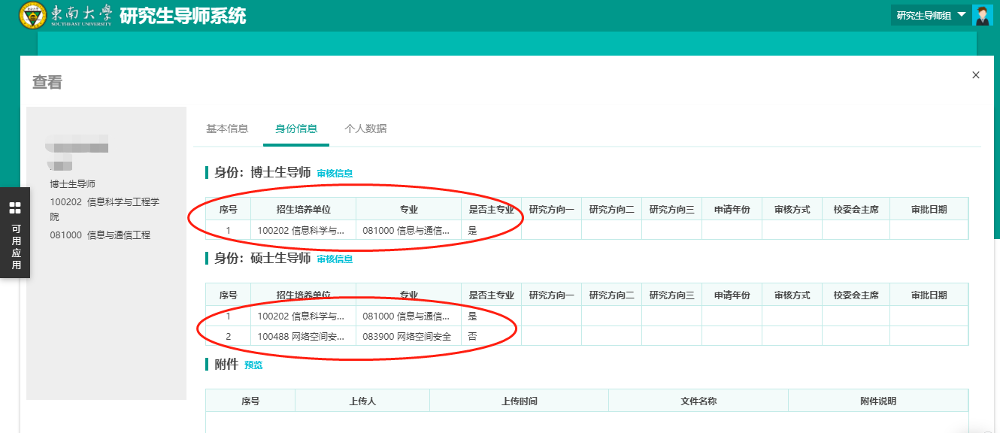 東南大學 研究生导师系统
SOUTHEAST UNIVERSITY
研究生导师组
查看
×
基本信息 身份信息 个人数据
博士生导师
100202 信息科学与工程学
院
081000 信息与通信工程
可用应用
身份：博士生导师 审核信息
序号 招生培养单位 专业 是否主专业 研究方向一 研究方向二 研究方向三 申请年份 审核方式 校委会主席 审批日期
1 100202 信息科学与... 081000 信息与通信... 是
身份：硕士生导师 审核信息
序号 招生培养单位 专业 是否主专业 研究方向一 研究方向二 研究方向三 申请年份 审核方式 校委会主席 审批日期
1 100202 信息科学与... 081000 信息与通信... 是
2 100488 网络空间安... 083900 网络空间安全 否
附件 预览
序号 上传人 上传时间 文件名称 附件说明